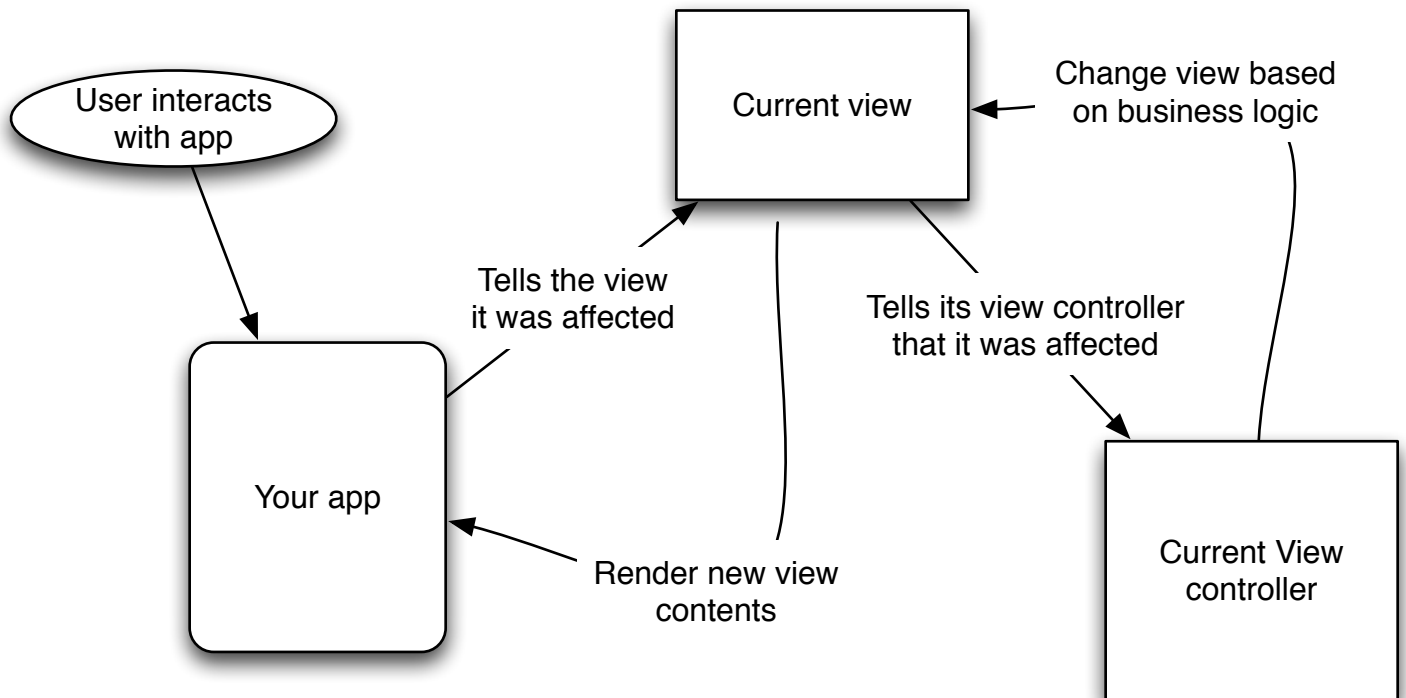 User interacts
with app
Current view
Change view based
on business logic
Tells the view
it was affected
Tells its view controller
that it was affected
Your app
Render new view
contents
Current View
controller